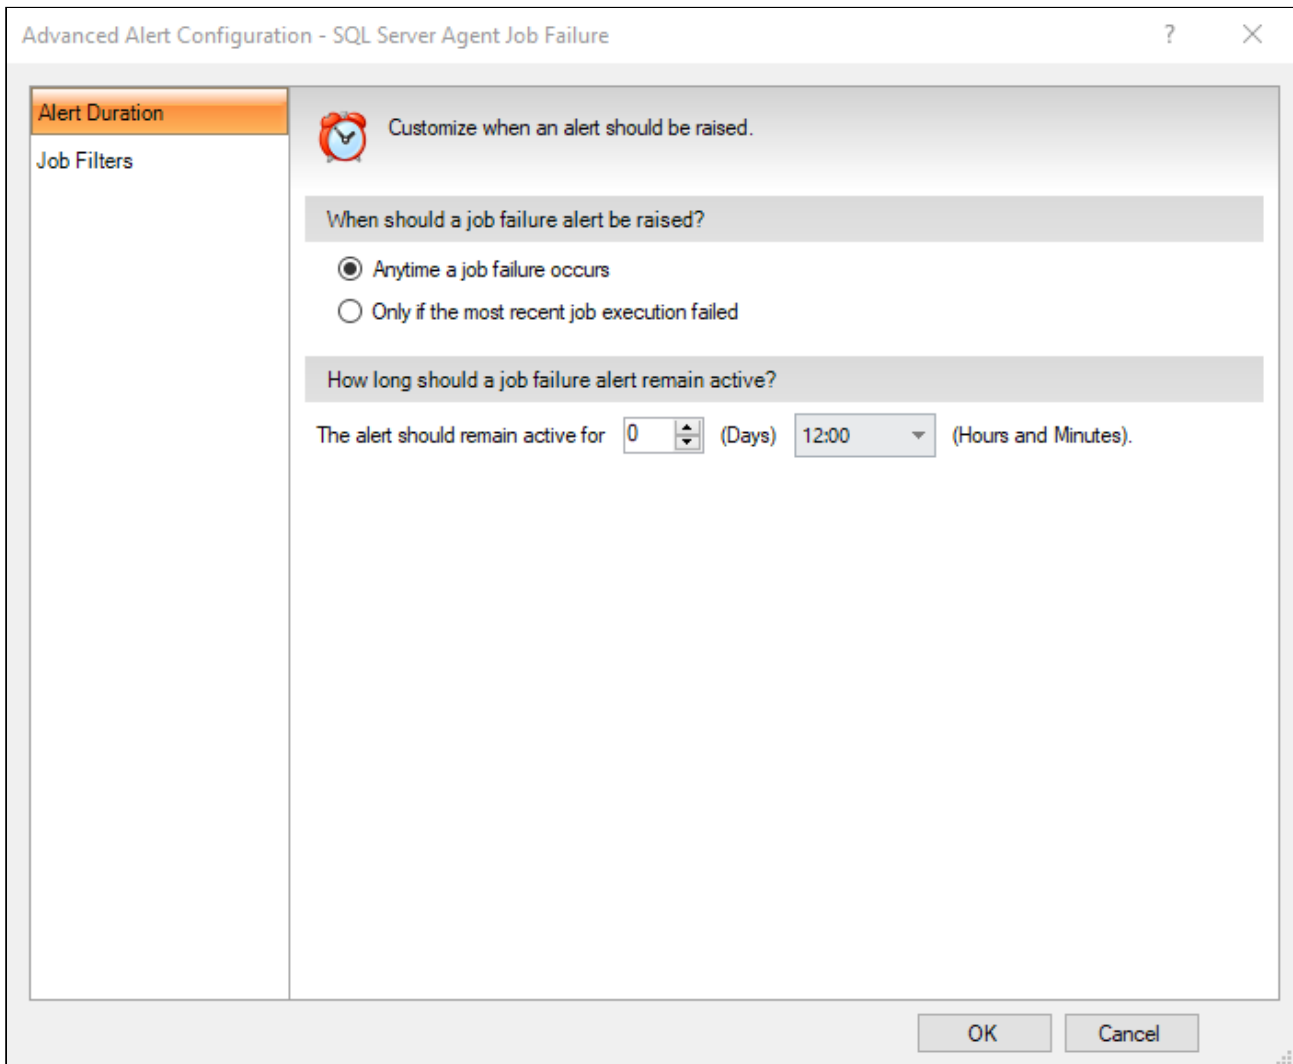 Advanced Alert Configuration - SQL Server Agent Job Failure ?
Alert Duration
Job Filters
Customize when an alert should be raised.
When should a job failure alert be raised?
Anytime a job failure occurs
Only if the most recent job execution failed
How long should a job failure alert remain active?
The alert should remain active for 0 (Days) 12:00 (Hours and Minutes).
OK Cancel